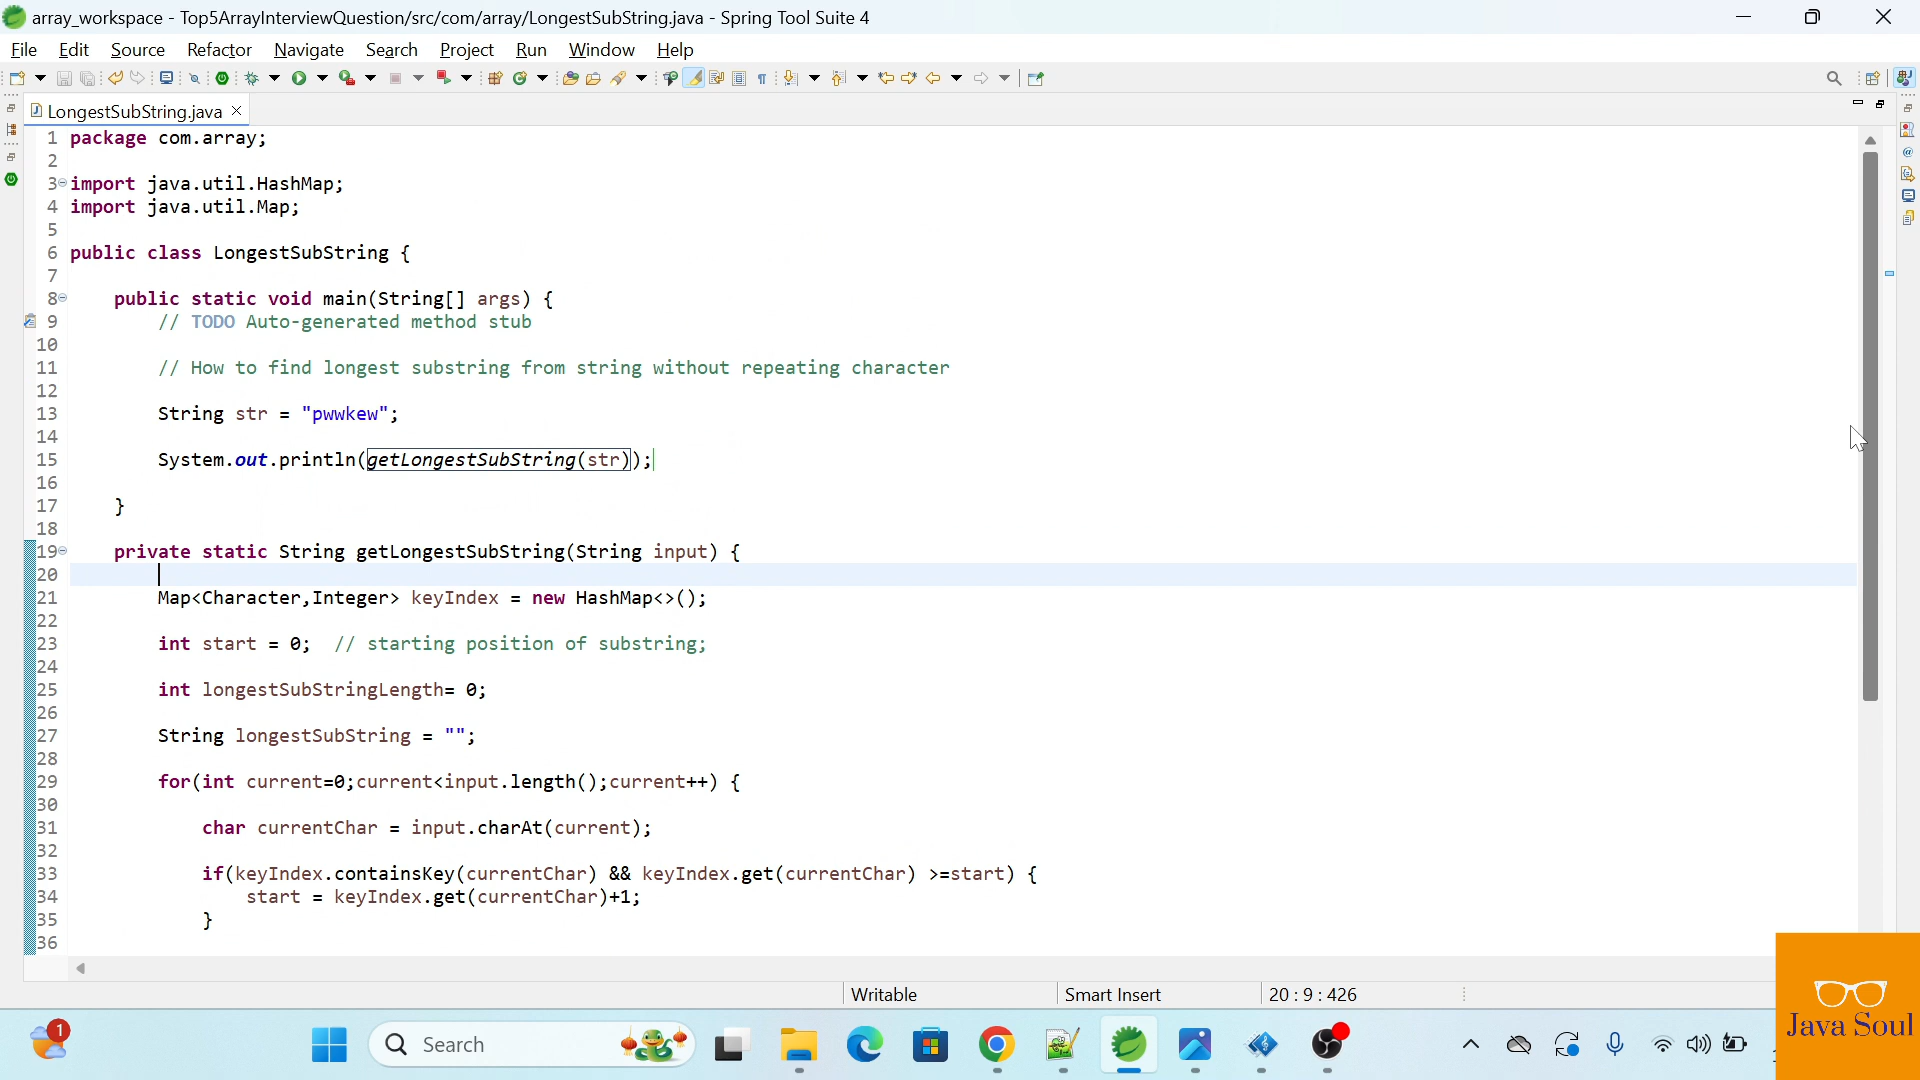 array_workspace - Top5ArrayInterviewQuestion/src/com/array/LongestSubString.java - Spring Tool Suite 4
File Edit Source Refactor Navigate Search Project Run Window Help
LongestSubString.java
1 package com.array;
2
3 import java.util.HashMap;
4 import java.util.Map;
5
6 public class LongestSubString {
7
8 public static void main(String[] args) {
9 // TODO Auto-generated method stub
10
11 // How to find longest substring from string without repeating character
12
13 String str = "pwwkew";
14
15 System.out.println(getLongestSubString(str));
16
17 }
18
19 private static String getLongestSubString(String input) {
20
21 Map<Character,Integer> keyIndex = new HashMap<>();
22
23 int start = 0; // starting position of substring;
24
25 int longestSubStringLength= 0;
26
27 String longestSubString = "";
28
29 for(int current=0;current<input.length();current++) {
30
31 char currentChar = input.charAt(current);
32
33 if(keyIndex.containsKey(currentChar) && keyIndex.get(currentChar) >=start) {
34 start = keyIndex.get(currentChar)+1;
35 }
36
Writable Smart Insert 20 : 9 : 426
1 Search
Java Soul